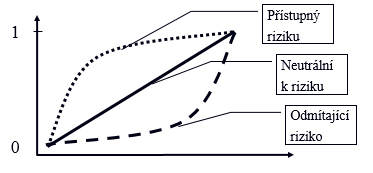 1
Přístupný
riziku
Neutrální
k riziku
Odmítající
riziko
0